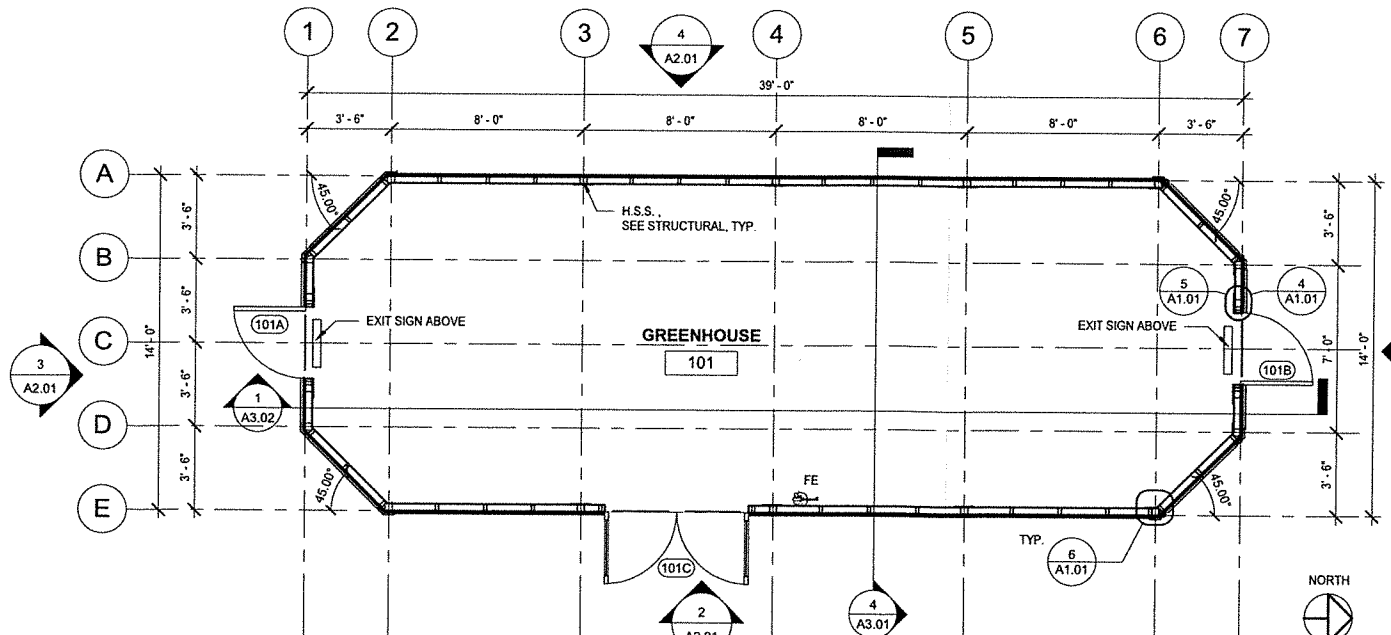 1 2 3 4 5 6 7
4
A2.01
39' - 0"
3' - 6" 8' - 0" 8' - 0" 8' - 0" 8' - 0" 3' - 6"
A
B
C
D
E
14' - 0"
3' - 6"
3' - 6"
3' - 6"
3' - 6"
45.00°
45.00°
H.S.S. ,
SEE STRUCTURAL, TYP.
3' - 6"
7' - 0"
14' - 0"
3' - 6"
5
A1.01
4
A1.01
101A
EXIT SIGN ABOVE
GREENHOUSE
101
EXIT SIGN ABOVE
101B
3
A2.01
1
A3.02
45.00°
45.00°
FE
TYP.
6
A1.01
101C
2
4
A3.01
NORTH